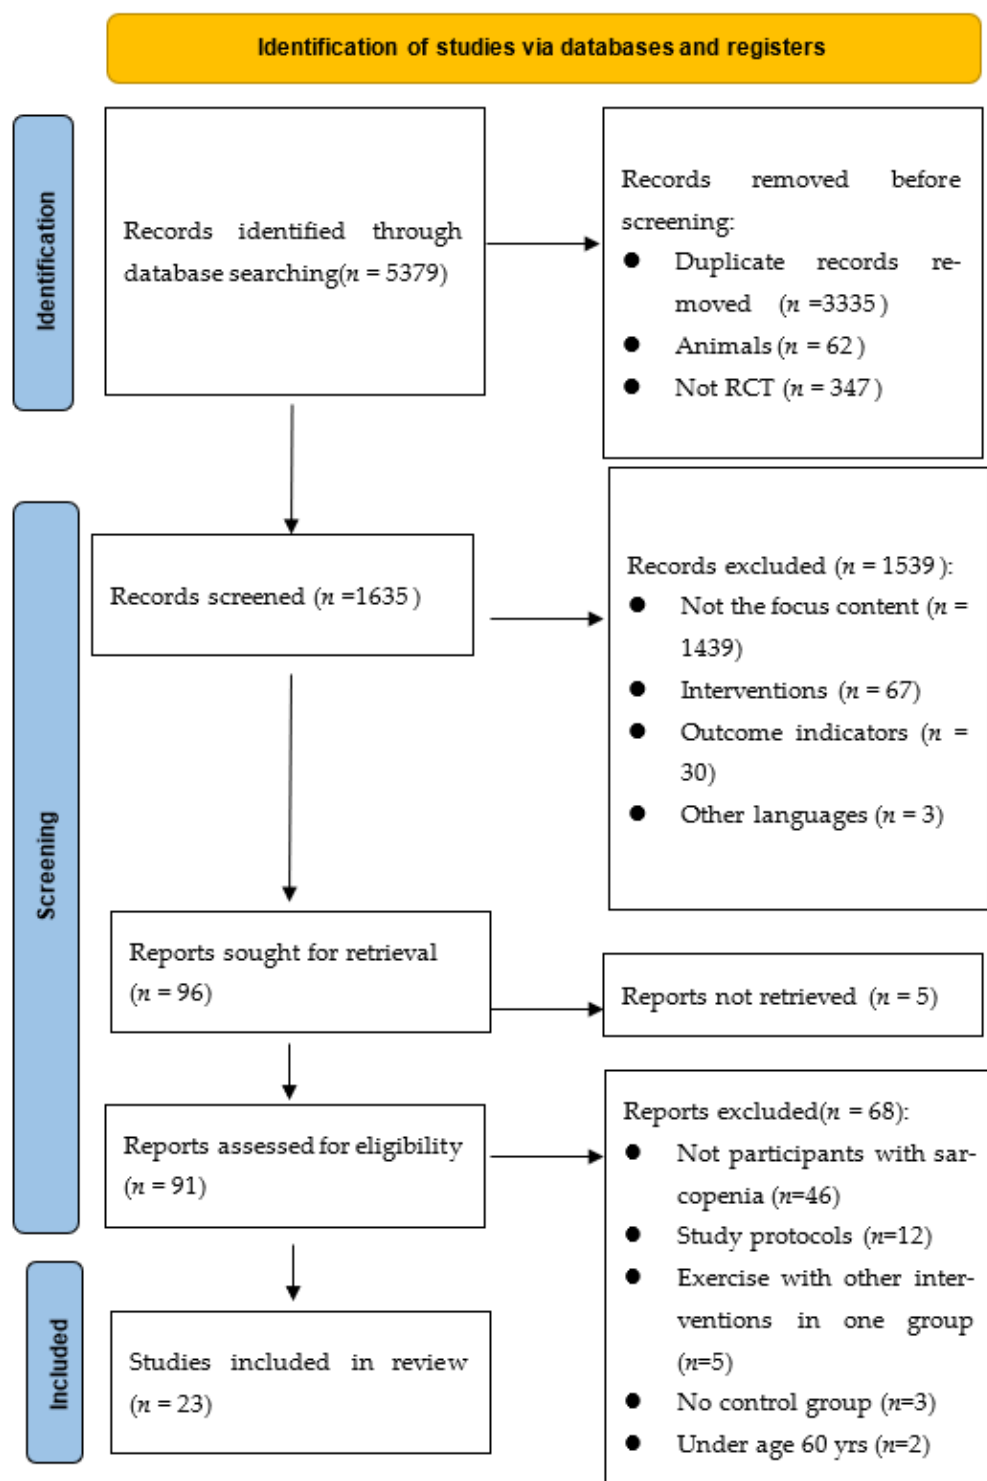 Identification of studies via databases and registers
Identification
Records identified through
database searching(n = 5379)
Records removed before
screening:
● Duplicate records re-
moved (n =3335)
● Animals (n = 62)
● Not RCT (n = 347)
Screening
Records screened (n =1635)
Records excluded (n = 1539):
● Not the focus content (n =
1439)
● Interventions (n = 67)
● Outcome indicators (n =
30)
● Other languages (n = 3)
Reports sought for retrieval
(n = 96)
Reports not retrieved (n = 5)
Reports assessed for eligibility
(n = 91)
Reports excluded(n = 68):
● Not participants with sar-
copenia (n=46)
● Study protocols (n=12)
● Exercise with other inter-
ventions in one group
(n=5)
● No control group (n=3)
● Under age 60 yrs (n=2)
Included
Studies included in review
(n = 23)